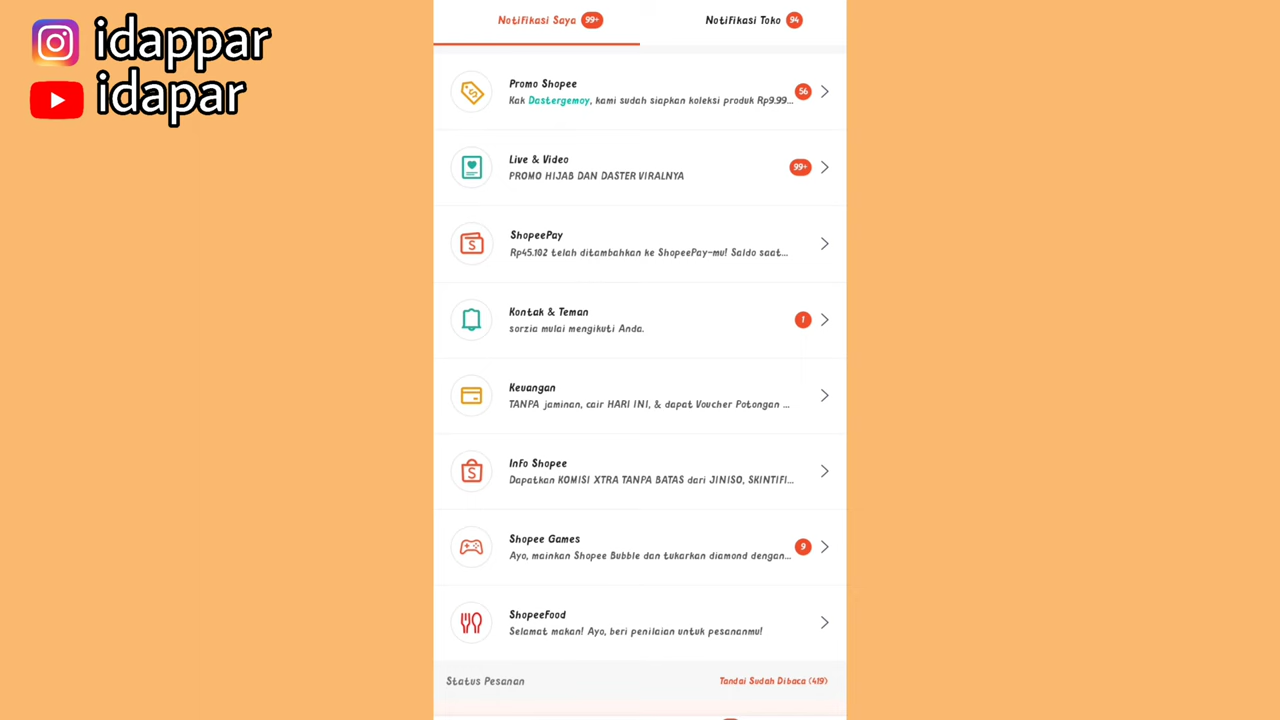 idappar
idapar
Notifikasi Saya 99+
Notifikasi Toko 94
Promo Shopee
Kak Dastergemoy, kami sudah siapkan koleksi produk Rp9.99... 56
Live & Video
PROMO HIJAB DAN DASTER VIRALNYA 99+
ShopeePay
Rp45.102 telah ditambahkan ke ShopeePay-mu! Saldo saat...
Kontak & Teman
sorzia mulai mengikuti Anda. 1
Keuangan
TANPA jaminan, cair HARI INI, & dapat Voucher Potongan ...
Info Shopee
Dapatkan KOMISI XTRA TANPA BATAS dari JINISO, SKINTIFI...
Shopee Games
Ayo, mainkan Shopee Bubble dan tukarkan diamond dengan... 9
ShopeeFood
Selamat makan! Ayo, beri penilaian untuk pesananmu!
Status Pesanan
Tandai Sudah Dibaca (419)